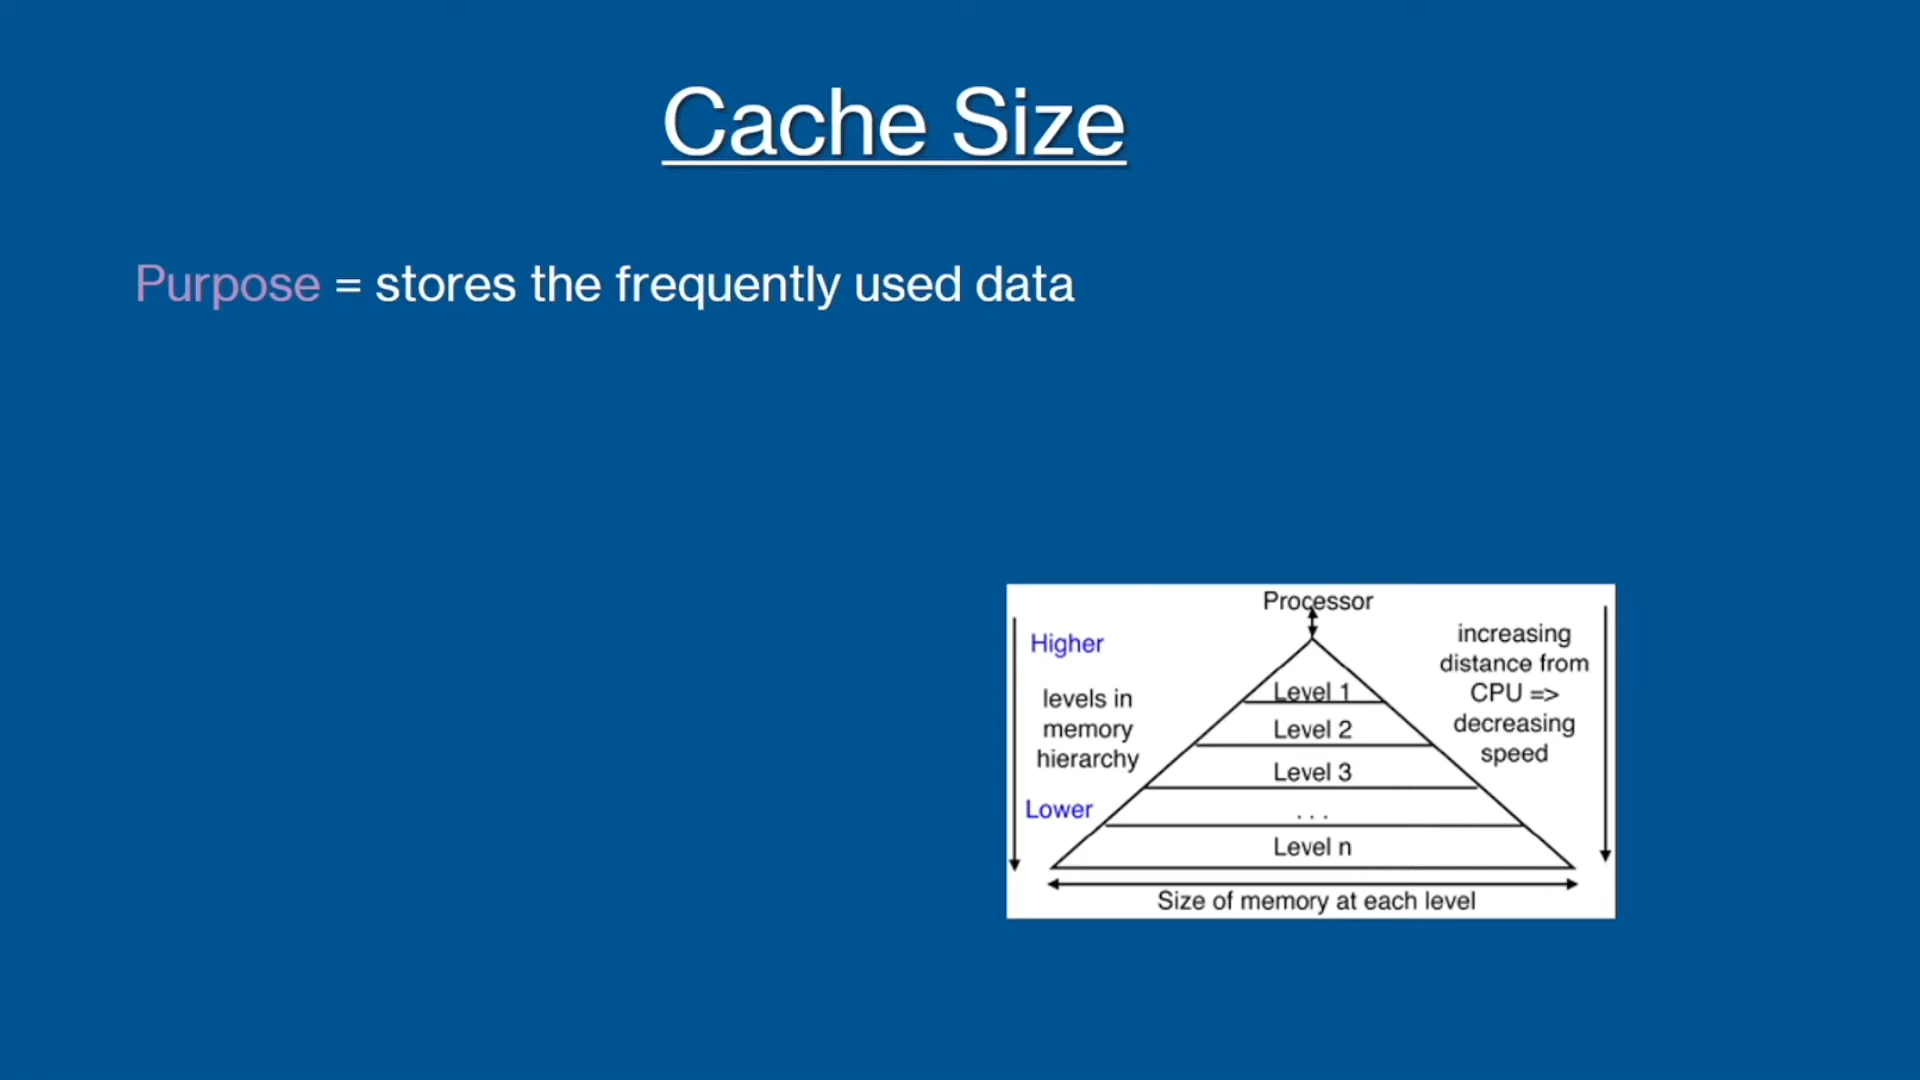 Cache Size
Purpose = stores the frequently used data
Processor
Higher
levels in
memory
hierarchy
Lower
Level 1
Level 2
Level 3
. . .
Level n
increasing
distance from
CPU =>
decreasing
speed
Size of memory at each level